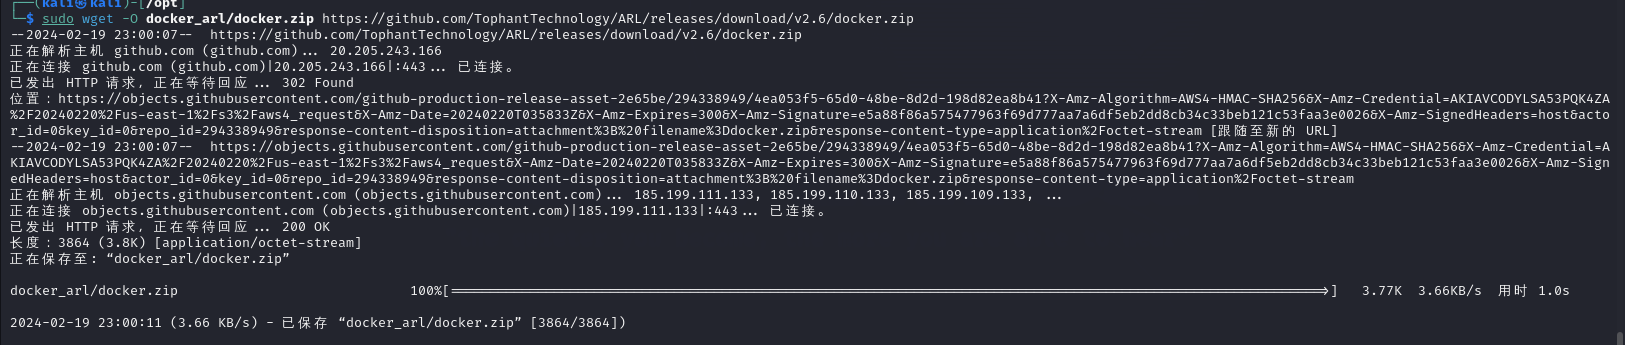 ┌──(kali㉿kali)-[/opt]
└─$ sudo wget -O docker_arl/docker.zip https://github.com/TophantTechnology/ARL/releases/download/v2.6/docker.zip
--2024-02-19 23:00:07--  https://github.com/TophantTechnology/ARL/releases/download/v2.6/docker.zip
正在解析主机 github.com (github.com)... 20.205.243.166
正在连接 github.com (github.com)|20.205.243.166|:443... 已连接。
已发出 HTTP 请求，正在等待回应... 302 Found
位置：https://objects.githubusercontent.com/github-production-release-asset-2e65be/294338949/4ea053f5-65d0-48be-8d2d-198d82ea8b41?X-Amz-Algorithm=AWS4-HMAC-SHA256&X-Amz-Credential=AKIAVCODYLSA53PQK4ZA
%2F20240220%2Fus-east-1%2Fs3%2Faws4_request&X-Amz-Date=20240220T035833Z&X-Amz-Expires=300&X-Amz-Signature=e5a88f86a575477963f69d777aa7a6df5eb2dd8cb34c33beb121c53faa3e0026&X-Amz-SignedHeaders=host&acto
r_id=0&key_id=0&repo_id=294338949&response-content-disposition=attachment%3B%20filename%3Ddocker.zip&response-content-type=application%2Foctet-stream [跟随至新的 URL]
--2024-02-19 23:00:07--  https://objects.githubusercontent.com/github-production-release-asset-2e65be/294338949/4ea053f5-65d0-48be-8d2d-198d82ea8b41?X-Amz-Algorithm=AWS4-HMAC-SHA256&X-Amz-Credential=A
KIAVCODYLSA53PQK4ZA%2F20240220%2Fus-east-1%2Fs3%2Faws4_request&X-Amz-Date=20240220T035833Z&X-Amz-Expires=300&X-Amz-Signature=e5a88f86a575477963f69d777aa7a6df5eb2dd8cb34c33beb121c53faa3e0026&X-Amz-Sign
edHeaders=host&actor_id=0&key_id=0&repo_id=294338949&response-content-disposition=attachment%3B%20filename%3Ddocker.zip&response-content-type=application%2Foctet-stream
正在解析主机 objects.githubusercontent.com (objects.githubusercontent.com)... 185.199.111.133, 185.199.110.133, 185.199.109.133, ...
正在连接 objects.githubusercontent.com (objects.githubusercontent.com)|185.199.111.133|:443... 已连接。
已发出 HTTP 请求，正在等待回应... 200 OK
长度：3864 (3.8K) [application/octet-stream]
正在保存至: “docker_arl/docker.zip”
docker_arl/docker.zip 100%[==============================================>] 3.77K 3.66KB/s 用时 1.0s
2024-02-19 23:00:11 (3.66 KB/s) - 已保存 “docker_arl/docker.zip” [3864/3864])